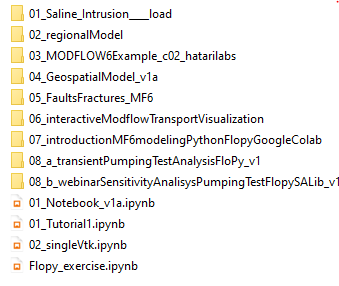 01_Saline_Intrusion____load
02_regionalModel
03_MODFLOW6Example_c02_hatarilabs
04_GeospatialModel_v1a
05_FaultsFractures_MF6
06_interactiveModflowTransportVisualization
07_introductionMF6modelingPythonFlopyGoogleColab
08_a_transientPumpingTestAnalysisFloPy_v1
08_b_webinarSensitivityAnalisysPumpingTestFlopySALib_v1
01_Notebook_v1a.ipynb
01_Tutorial1.ipynb
02_singleVtk.ipynb
Flopy_exercise.ipynb